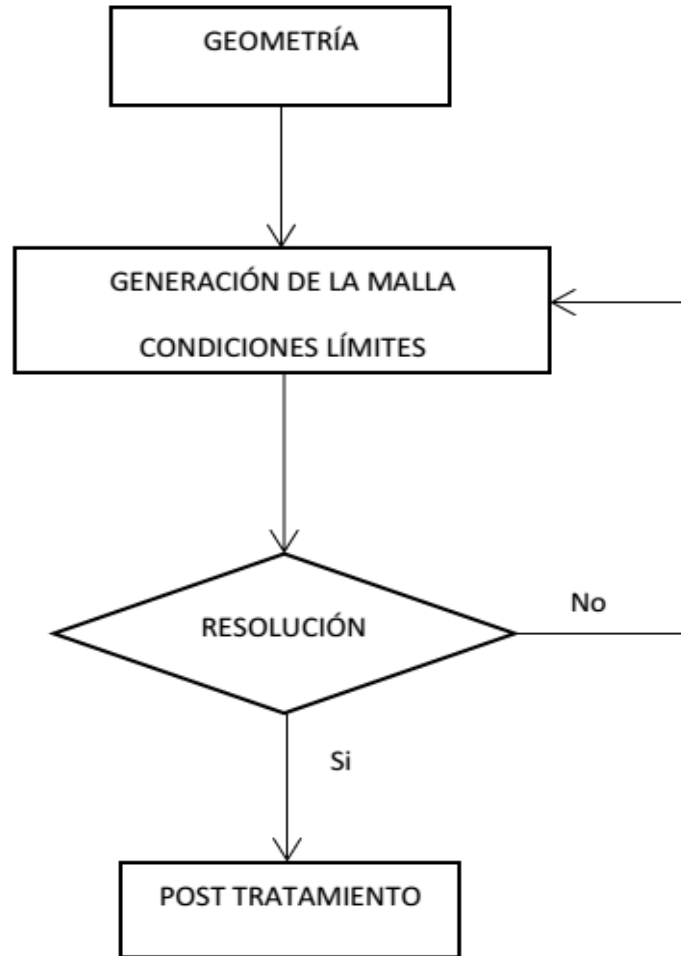 GEOMETRÍA
GENERACIÓN DE LA MALLA
CONDICIONES LÍMITES
RESOLUCIÓN
No
Si
POST TRATAMIENTO